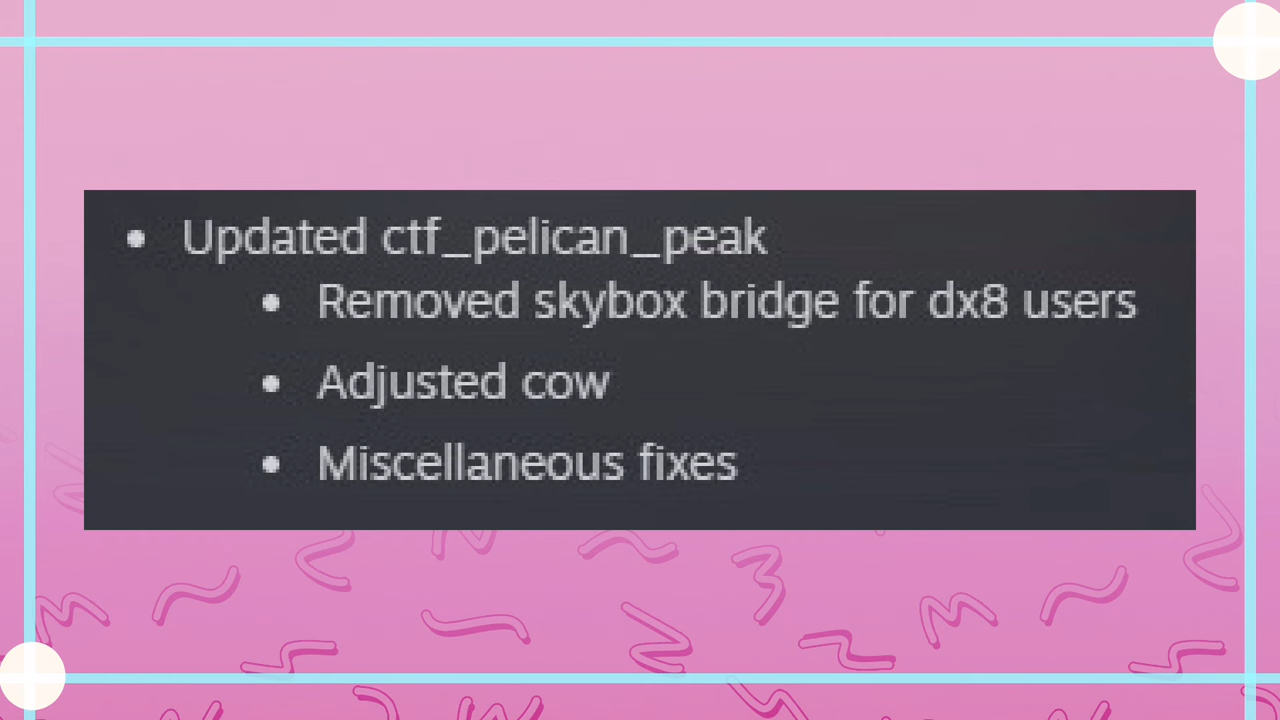 • Updated ctf_pelican_peak
• Removed skybox bridge for dx8 users
• Adjusted cow
• Miscellaneous fixes